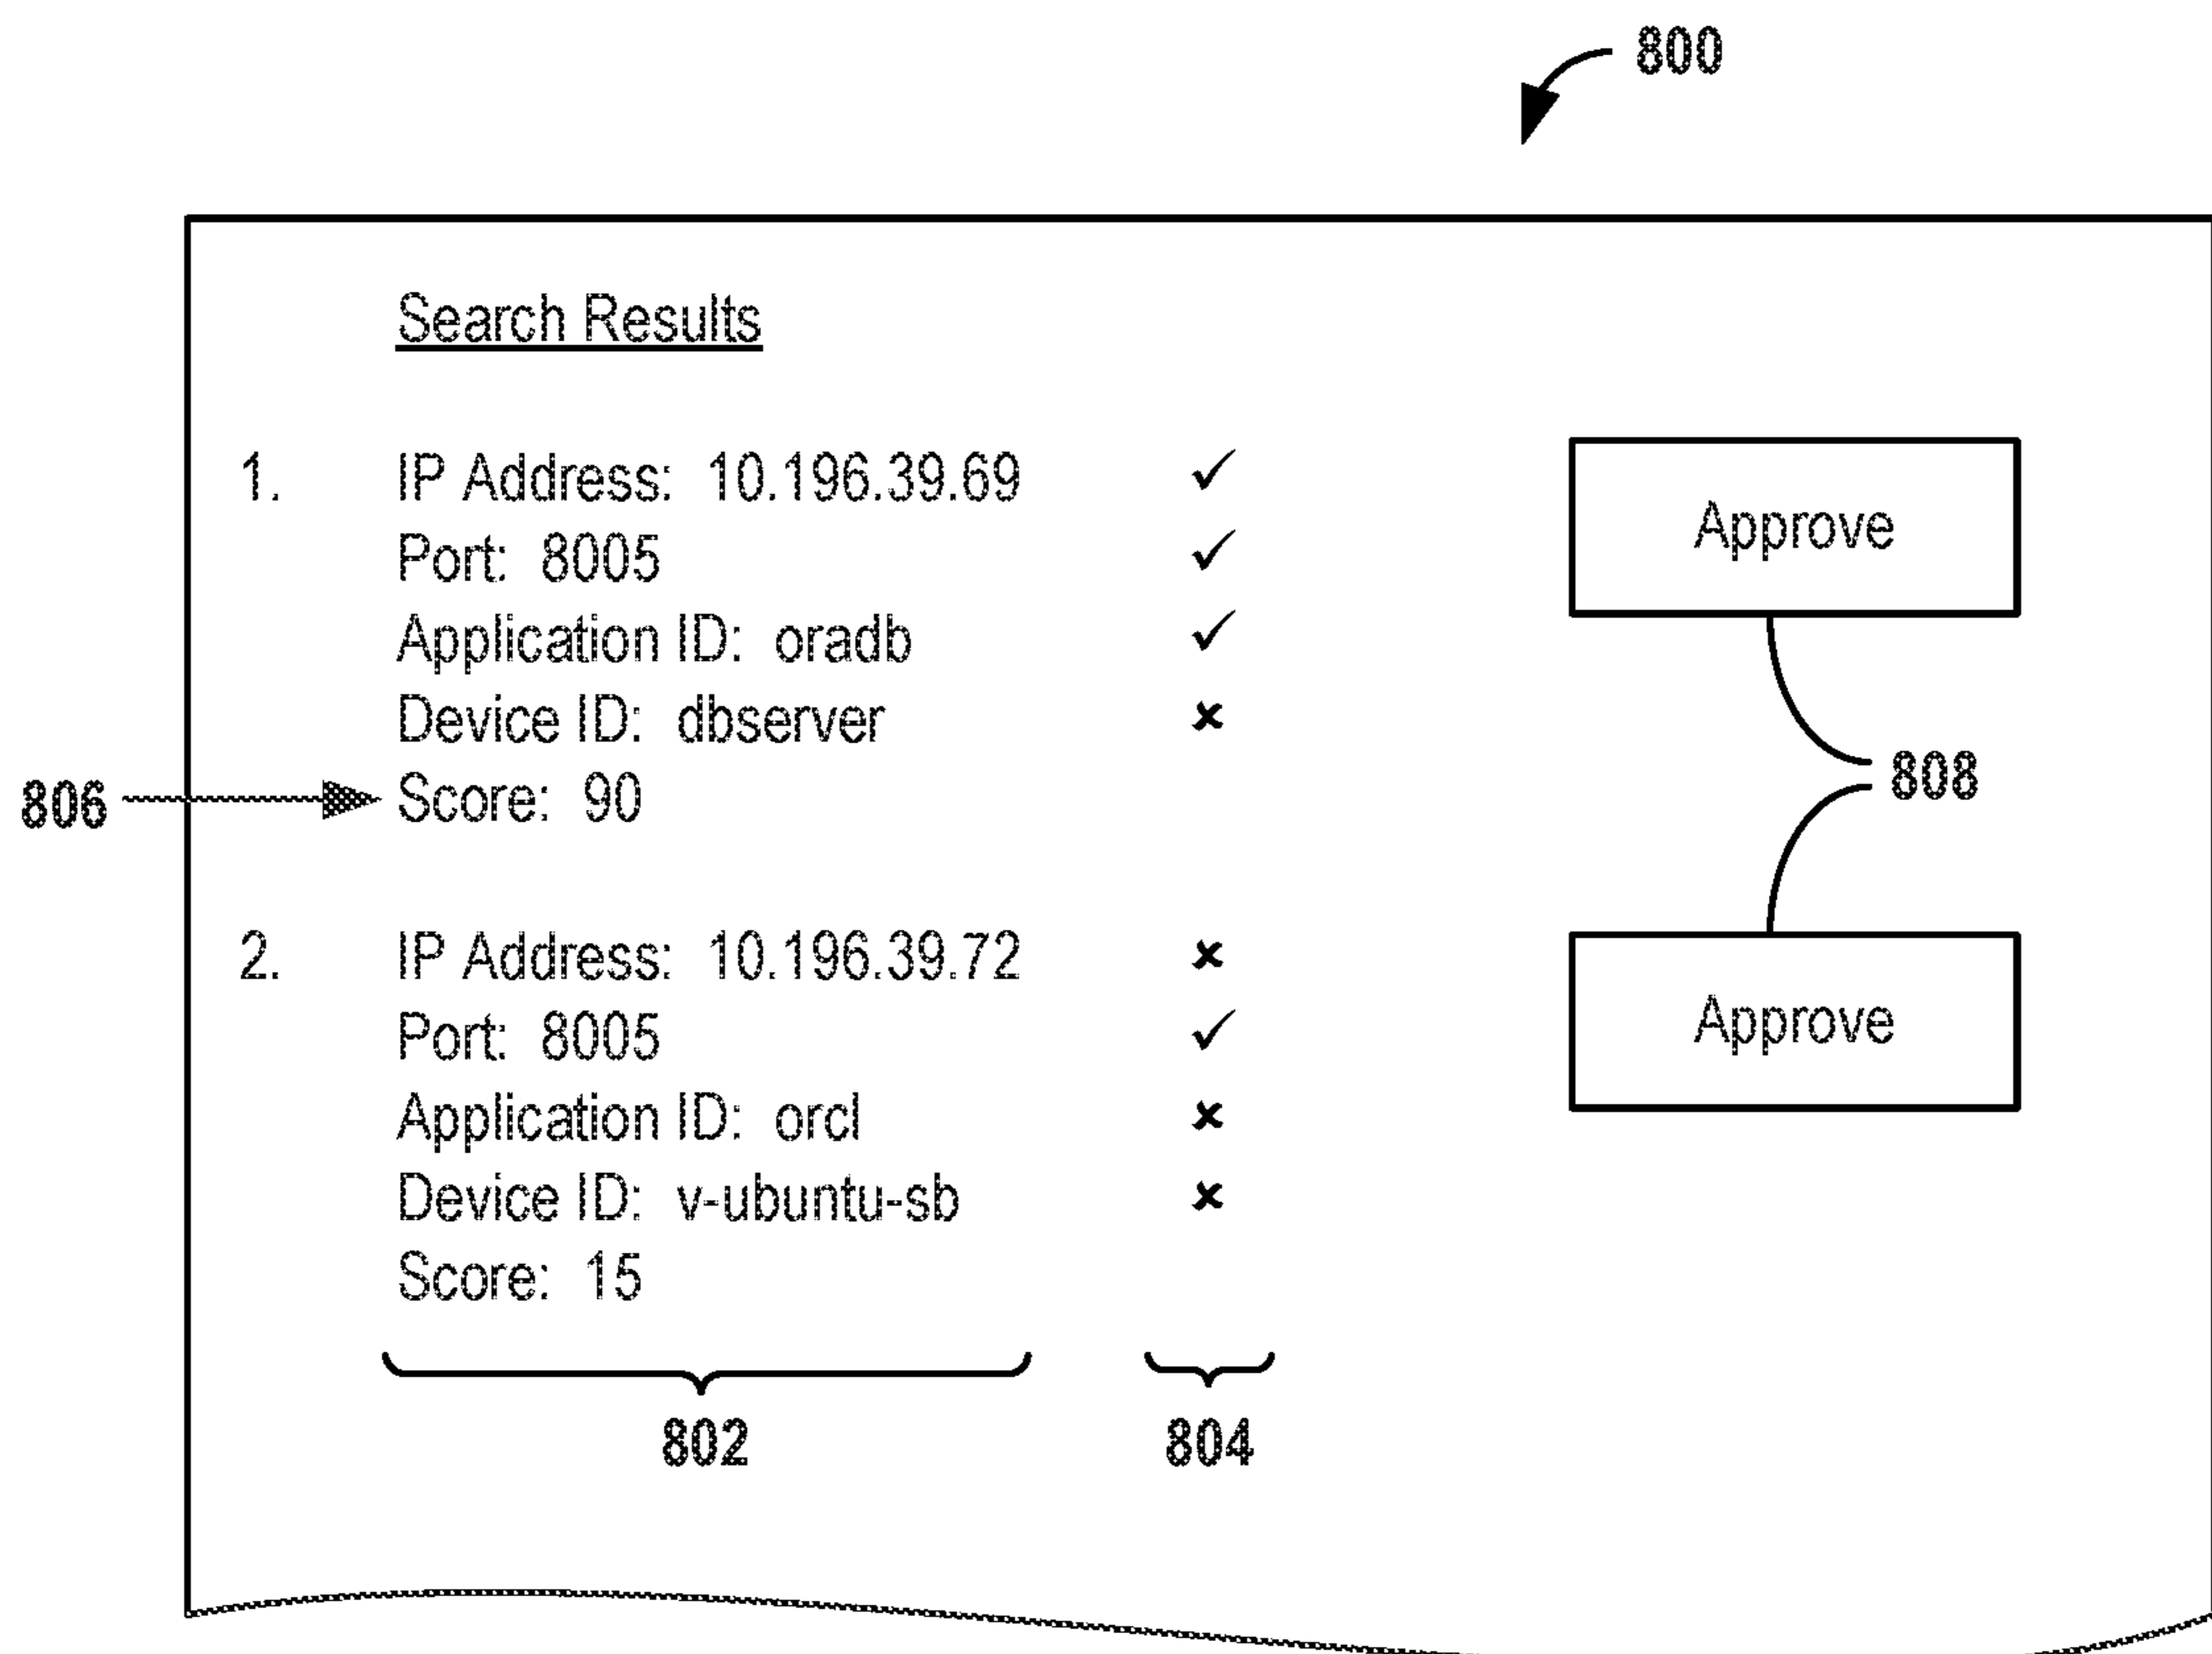 800
Search Results
1. IP Address: 10.196.39.69 ✓
Port: 8005 ✓
Application ID: oradb ✓
Device ID: dbserver ✗
Score: 90
Approve
806
808
2. IP Address: 10.196.39.72 ✗
Port: 8005 ✓
Application ID: orcl ✗
Device ID: v-ubuntu-sb ✗
Score: 15
Approve
802
804